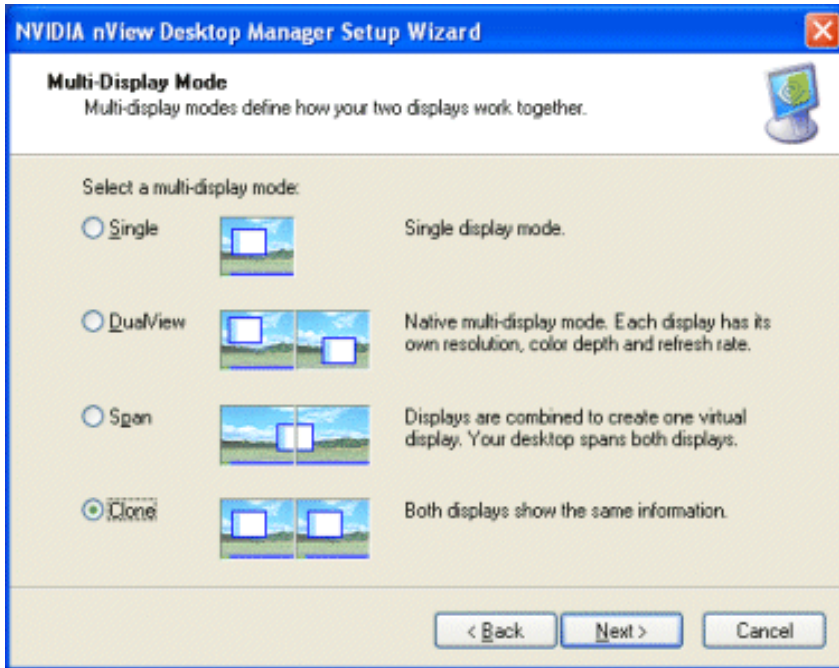 NVIDIA nView Desktop Manager Setup Wizard
Multi-Display Mode
Multi-display modes define how your two displays work together.
Select a multi-display mode:
Single
Single display mode.
DualView
Native multi-display mode. Each display has its
own resolution, color depth and refresh rate.
Span
Displays are combined to create one virtual
display. Your desktop spans both displays.
Clone
Both displays show the same information.
< Back
Next >
Cancel